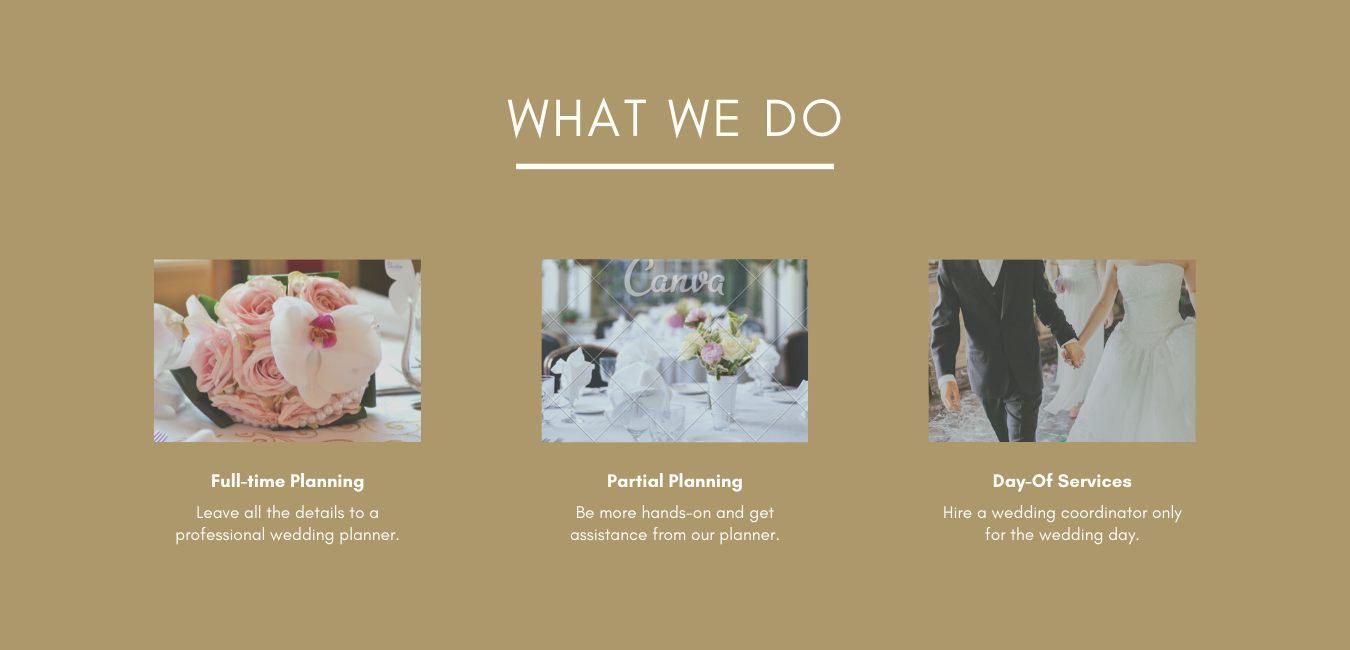 WHAT WE DO
Canva
Full-time Planning
Leave all the details to a
professional wedding planner.
Partial Planning
Be more hands-on and get
assistance from our planner.
Day-Of Services
Hire a wedding coordinator only
for the wedding day.